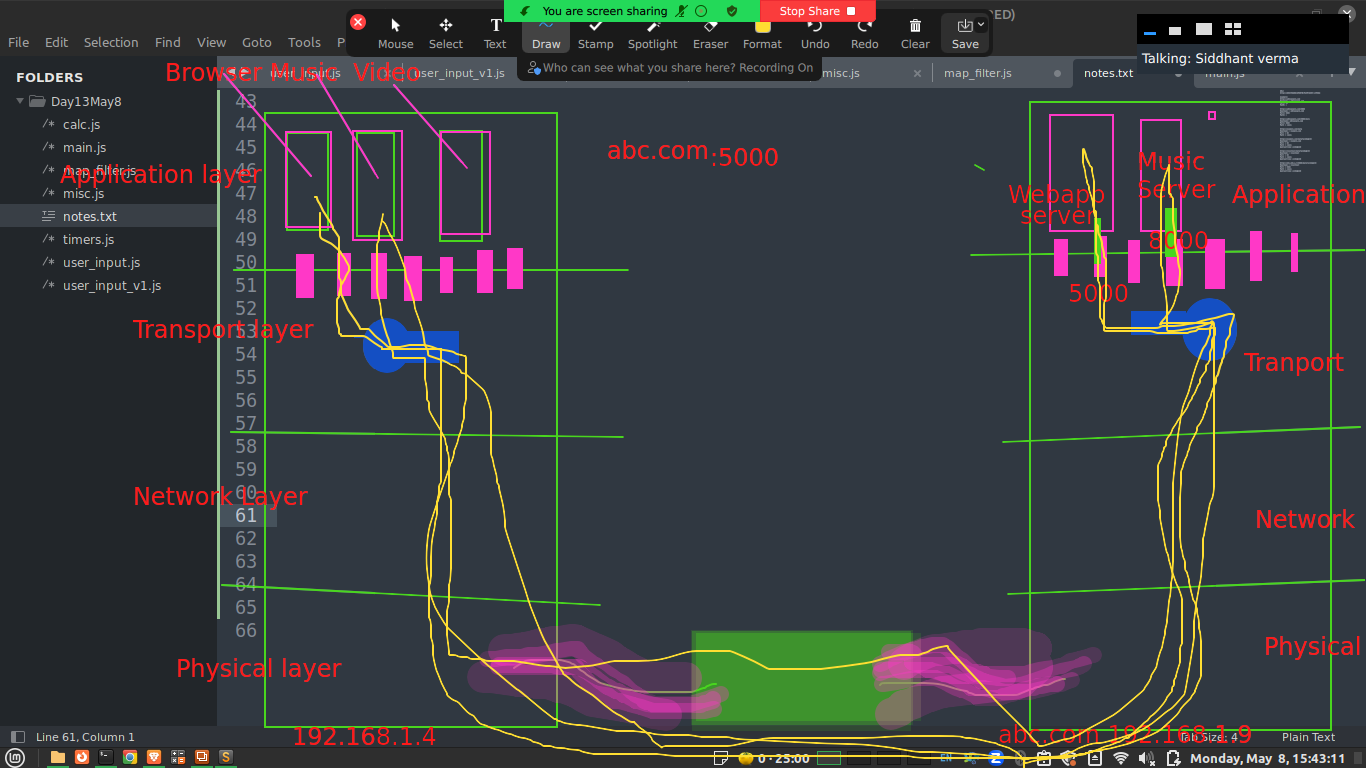 You are screen sharing
Stop Share
RED)
File Edit Selection Find View Goto Tools P
Mouse Select Text Draw Stamp Spotlight Eraser Format Undo Redo Clear Save
Talking: Siddhant verma
Who can see what you share here? Recording On
FOLDERS
Day13May8
calc.js
main.js
map_filter.js
misc.js
notes.txt
timers.js
user_input.js
user_input_v1.js
user_input.js
user_input_v1.js
misc.js
map_filter.js
notes.txt
main.js
Browser Music Video
43
44
45
46
47
48
49
50
51
52
53
54
55
56
57
58
59
60
61
62
63
64
65
66
abc.com:5000
Application layer
Transport layer
Network Layer
Physical layer
192.168.1.4
Webapp
server
Music
Server
Application
8000
5000
Tranport
Network
Physical
abc.com 192.168.1.9
Line 61, Column 1
Tab Size: 4
Plain Text
0 · 25:00
EN
Monday, May 8, 15:43:11